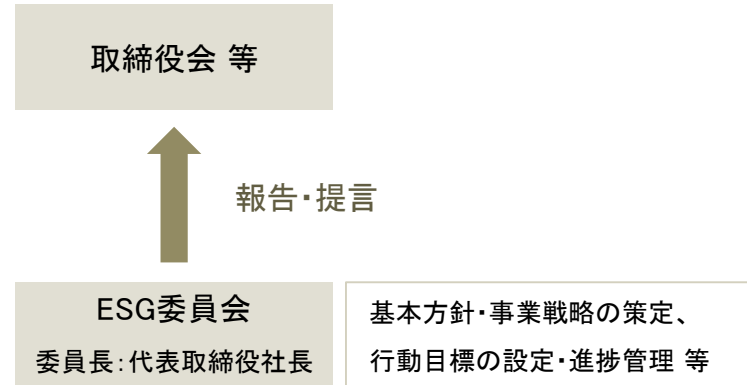 取締役会 等
報告・提言
ESG委員会
委員長:代表取締役社長
基本方針・事業戦略の策定、
行動目標の設定・進捗管理 等